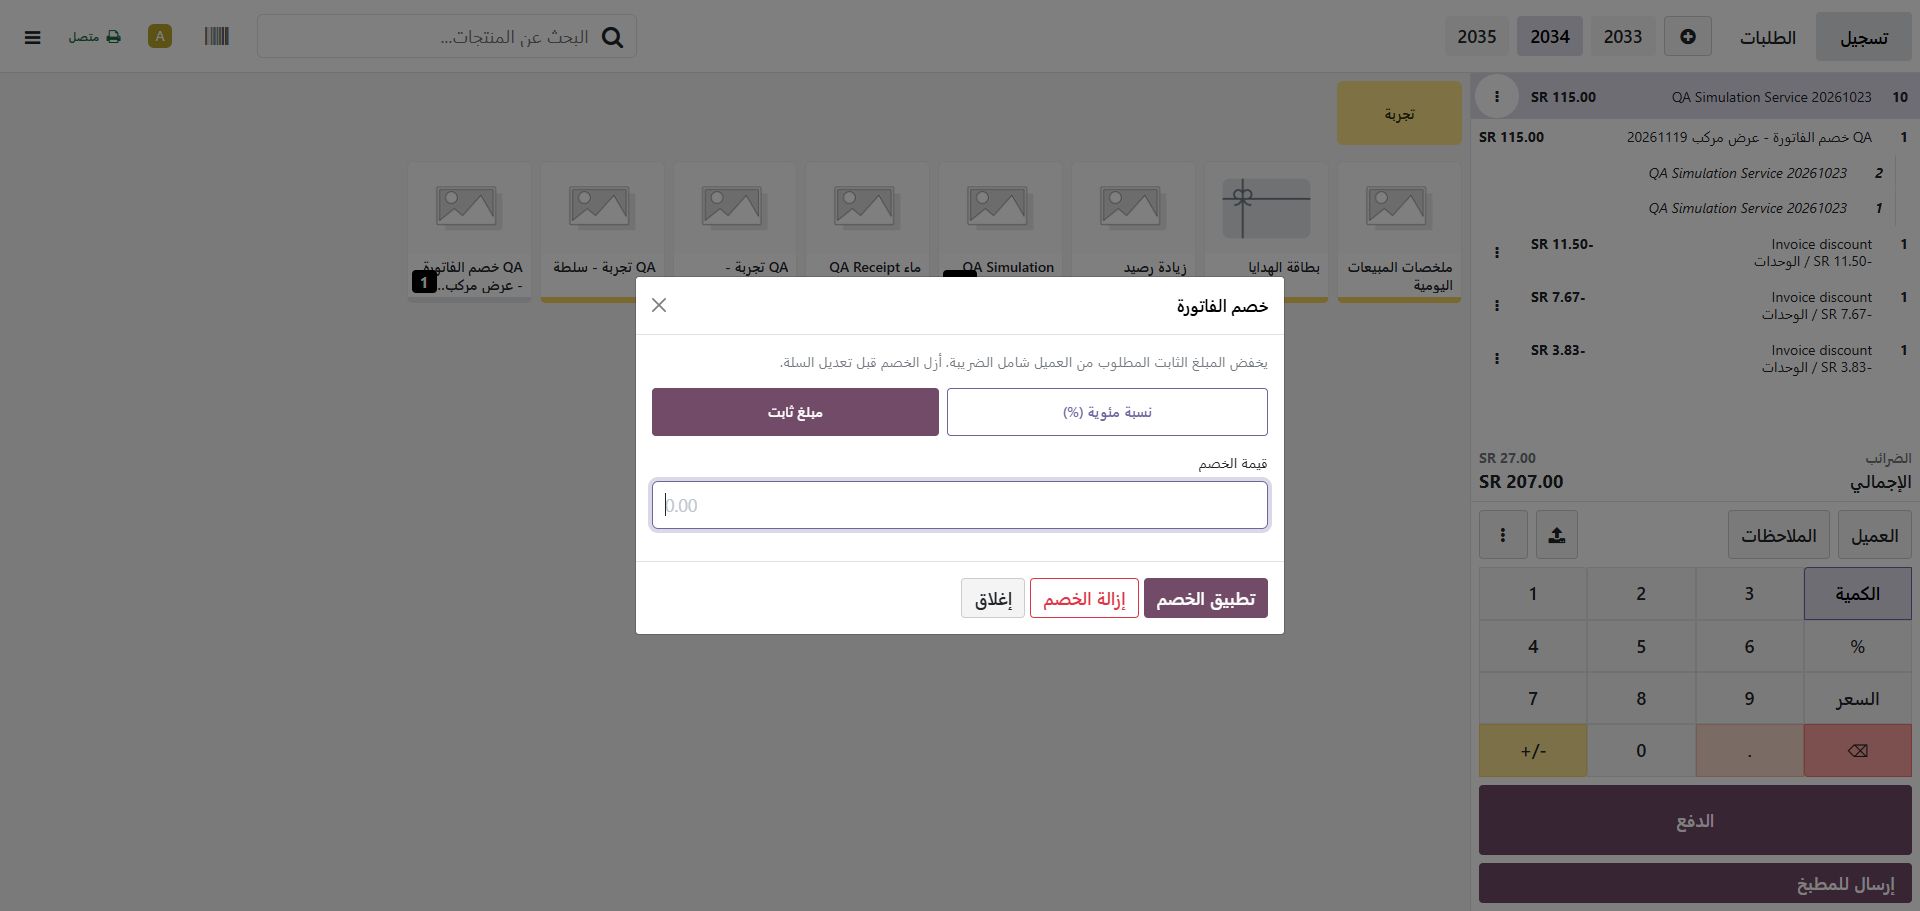 تسجيل
الطلبات
2033
2034
2035
البحث عن المنتجات...
A
متصل
10 QA Simulation Service 20261023 SR 115.00
1 QA خصم الفاتورة - عرض مركب 20261119 SR 115.00
2 QA Simulation Service 20261023
1 QA Simulation Service 20261023
1 Invoice discount SR 11.50-
-SR 11.50 / الوحدات
1 Invoice discount SR 7.67-
-SR 7.67 / الوحدات
1 Invoice discount SR 3.83-
-SR 3.83 / الوحدات
الضرائب SR 27.00
الإجمالي SR 207.00
العميل
الملاحظات
الكمية 3 2 1
% 6 5 4
السعر 9 8 7
⌫ . 0 +/-
الدفع
إرسال للمطبخ
تجربة
ملخصات المبيعات
اليومية
بطاقة الهدايا
زيادة رصيد
QA Simulation
ماء QA Receipt
QA تجربة -
QA تجربة - سلطة
QA خصم الفاتورة
- عرض مركب..
1
خصم الفاتورة
يخفض المبلغ الثابت المطلوب من العميل شامل الضريبة. أزل الخصم قبل تعديل السلة.
نسبة مئوية (%)
مبلغ ثابت
قيمة الخصم
0.00
تطبيق الخصم
إزالة الخصم
إغلاق